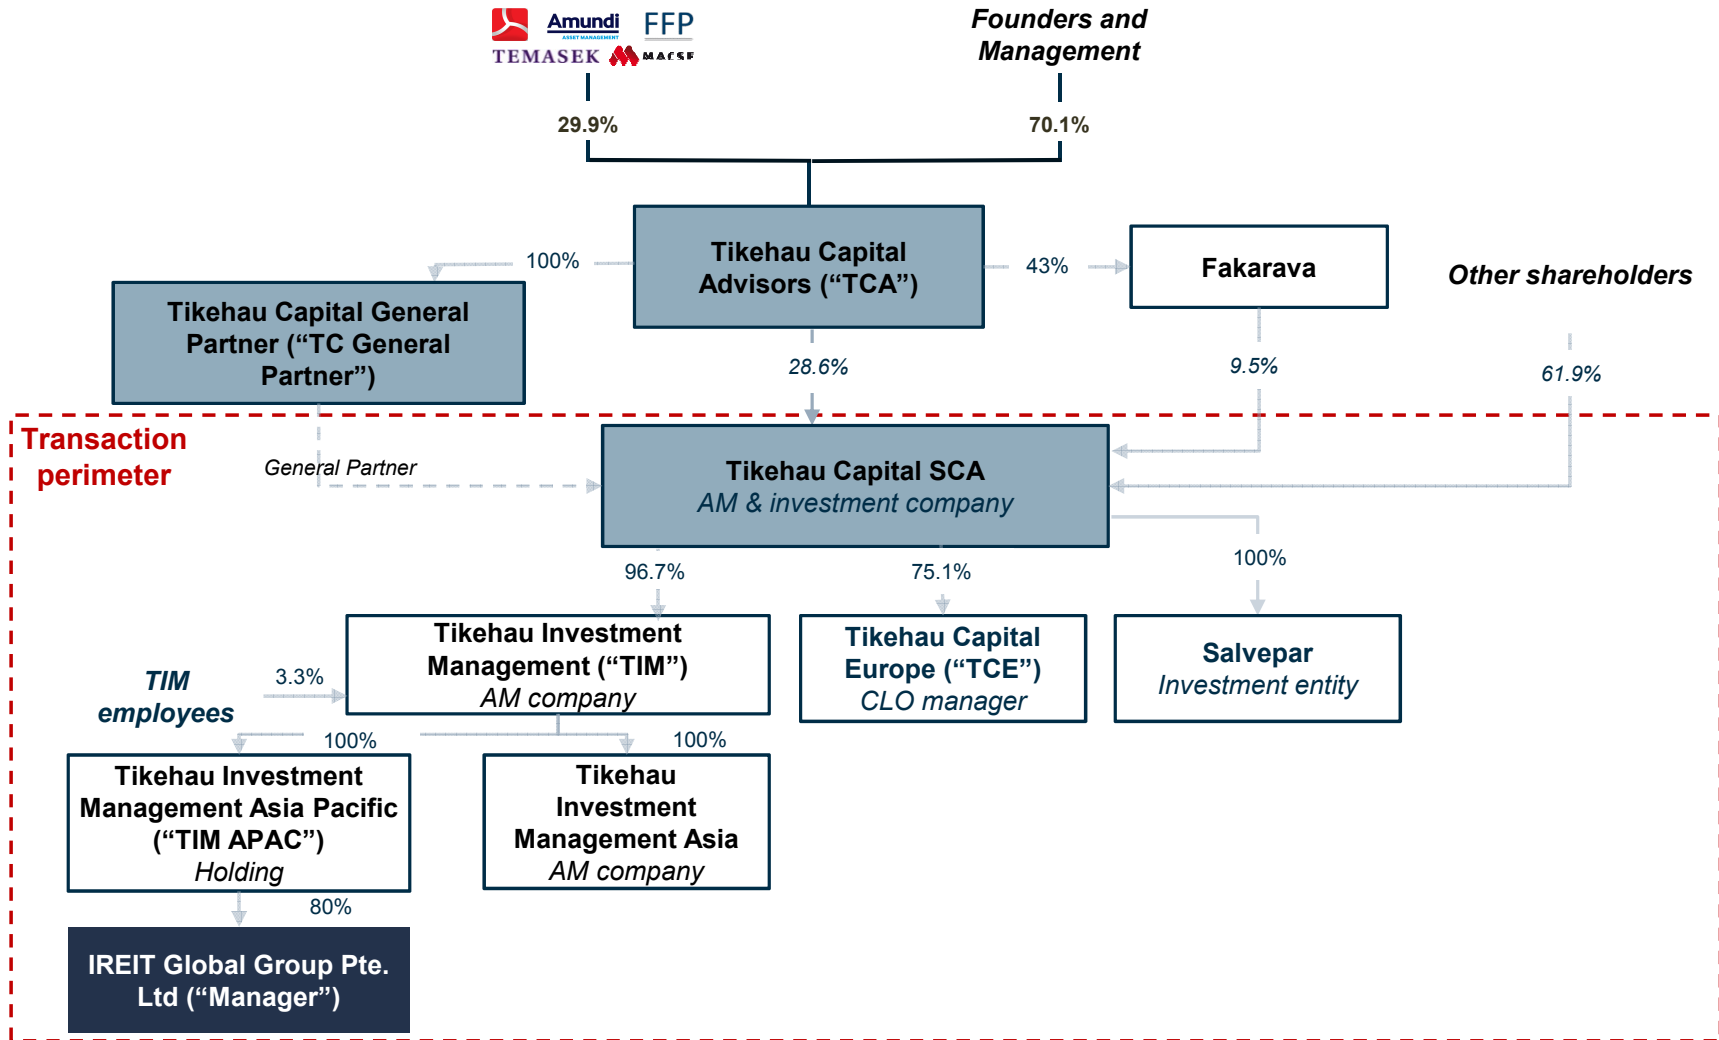 Amundi
ASSET MANAGEMENT
FFP
TEMASEK
MACSF
Founders and
Management
29.9%
70.1%
Tikehau Capital
Advisors (“TCA”)
100%
43%
Fakarava
Other shareholders
Tikehau Capital General
Partner (“TC General
Partner”)
28.6%
9.5%
61.9%
Transaction
perimeter
General Partner
Tikehau Capital SCA
AM & investment company
96.7%
75.1%
100%
Tikehau Investment
Management (“TIM”)
AM company
Tikehau Capital
Europe (“TCE”)
CLO manager
Salvepar
Investment entity
TIM
employees
3.3%
100%
100%
Tikehau Investment
Management Asia Pacific
(“TIM APAC”)
Holding
Tikehau
Investment
Management Asia
AM company
80%
IREIT Global Group Pte.
Ltd (“Manager”)